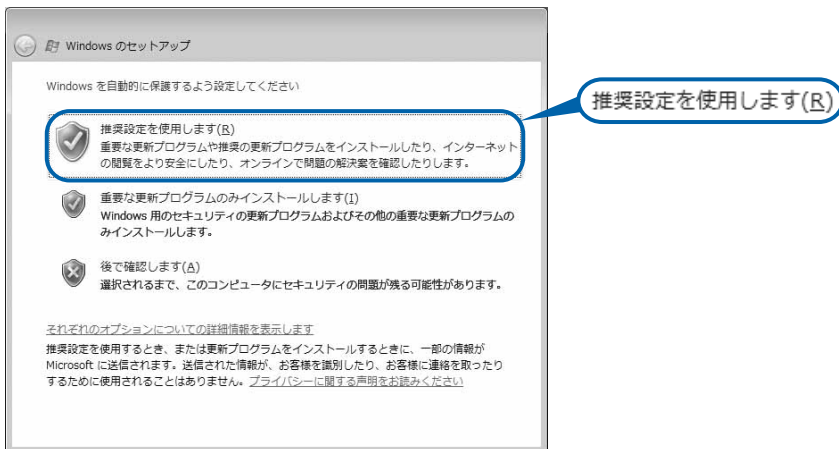 Windows のセットアップ
Windows を自動的に保護するよう設定してください
推奨設定を使用します(R)
推奨設定を使用します(R)
重要な更新プログラムや推奨の更新プログラムをインストールしたり、インターネット
の閲覧をより安全にしたり、オンラインで問題の解決案を確認したりします。
重要な更新プログラムのみインストールします(I)
Windows 用のセキュリティの更新プログラムおよびその他の重要な更新プログラムの
みインストールします。
後で確認します(A)
選択されるまで、このコンピュータにセキュリティの問題が残る可能性があります。
それぞれのオプションについての詳細情報を表示します
推奨設定を使用するとき、または更新プログラムをインストールするときに、一部の情報が
Microsoft に送信されます。送信された情報が、お客様を識別したり、お客様に連絡を取ったり
するために使用されることはありません。プライバシーに関する声明をお読みください